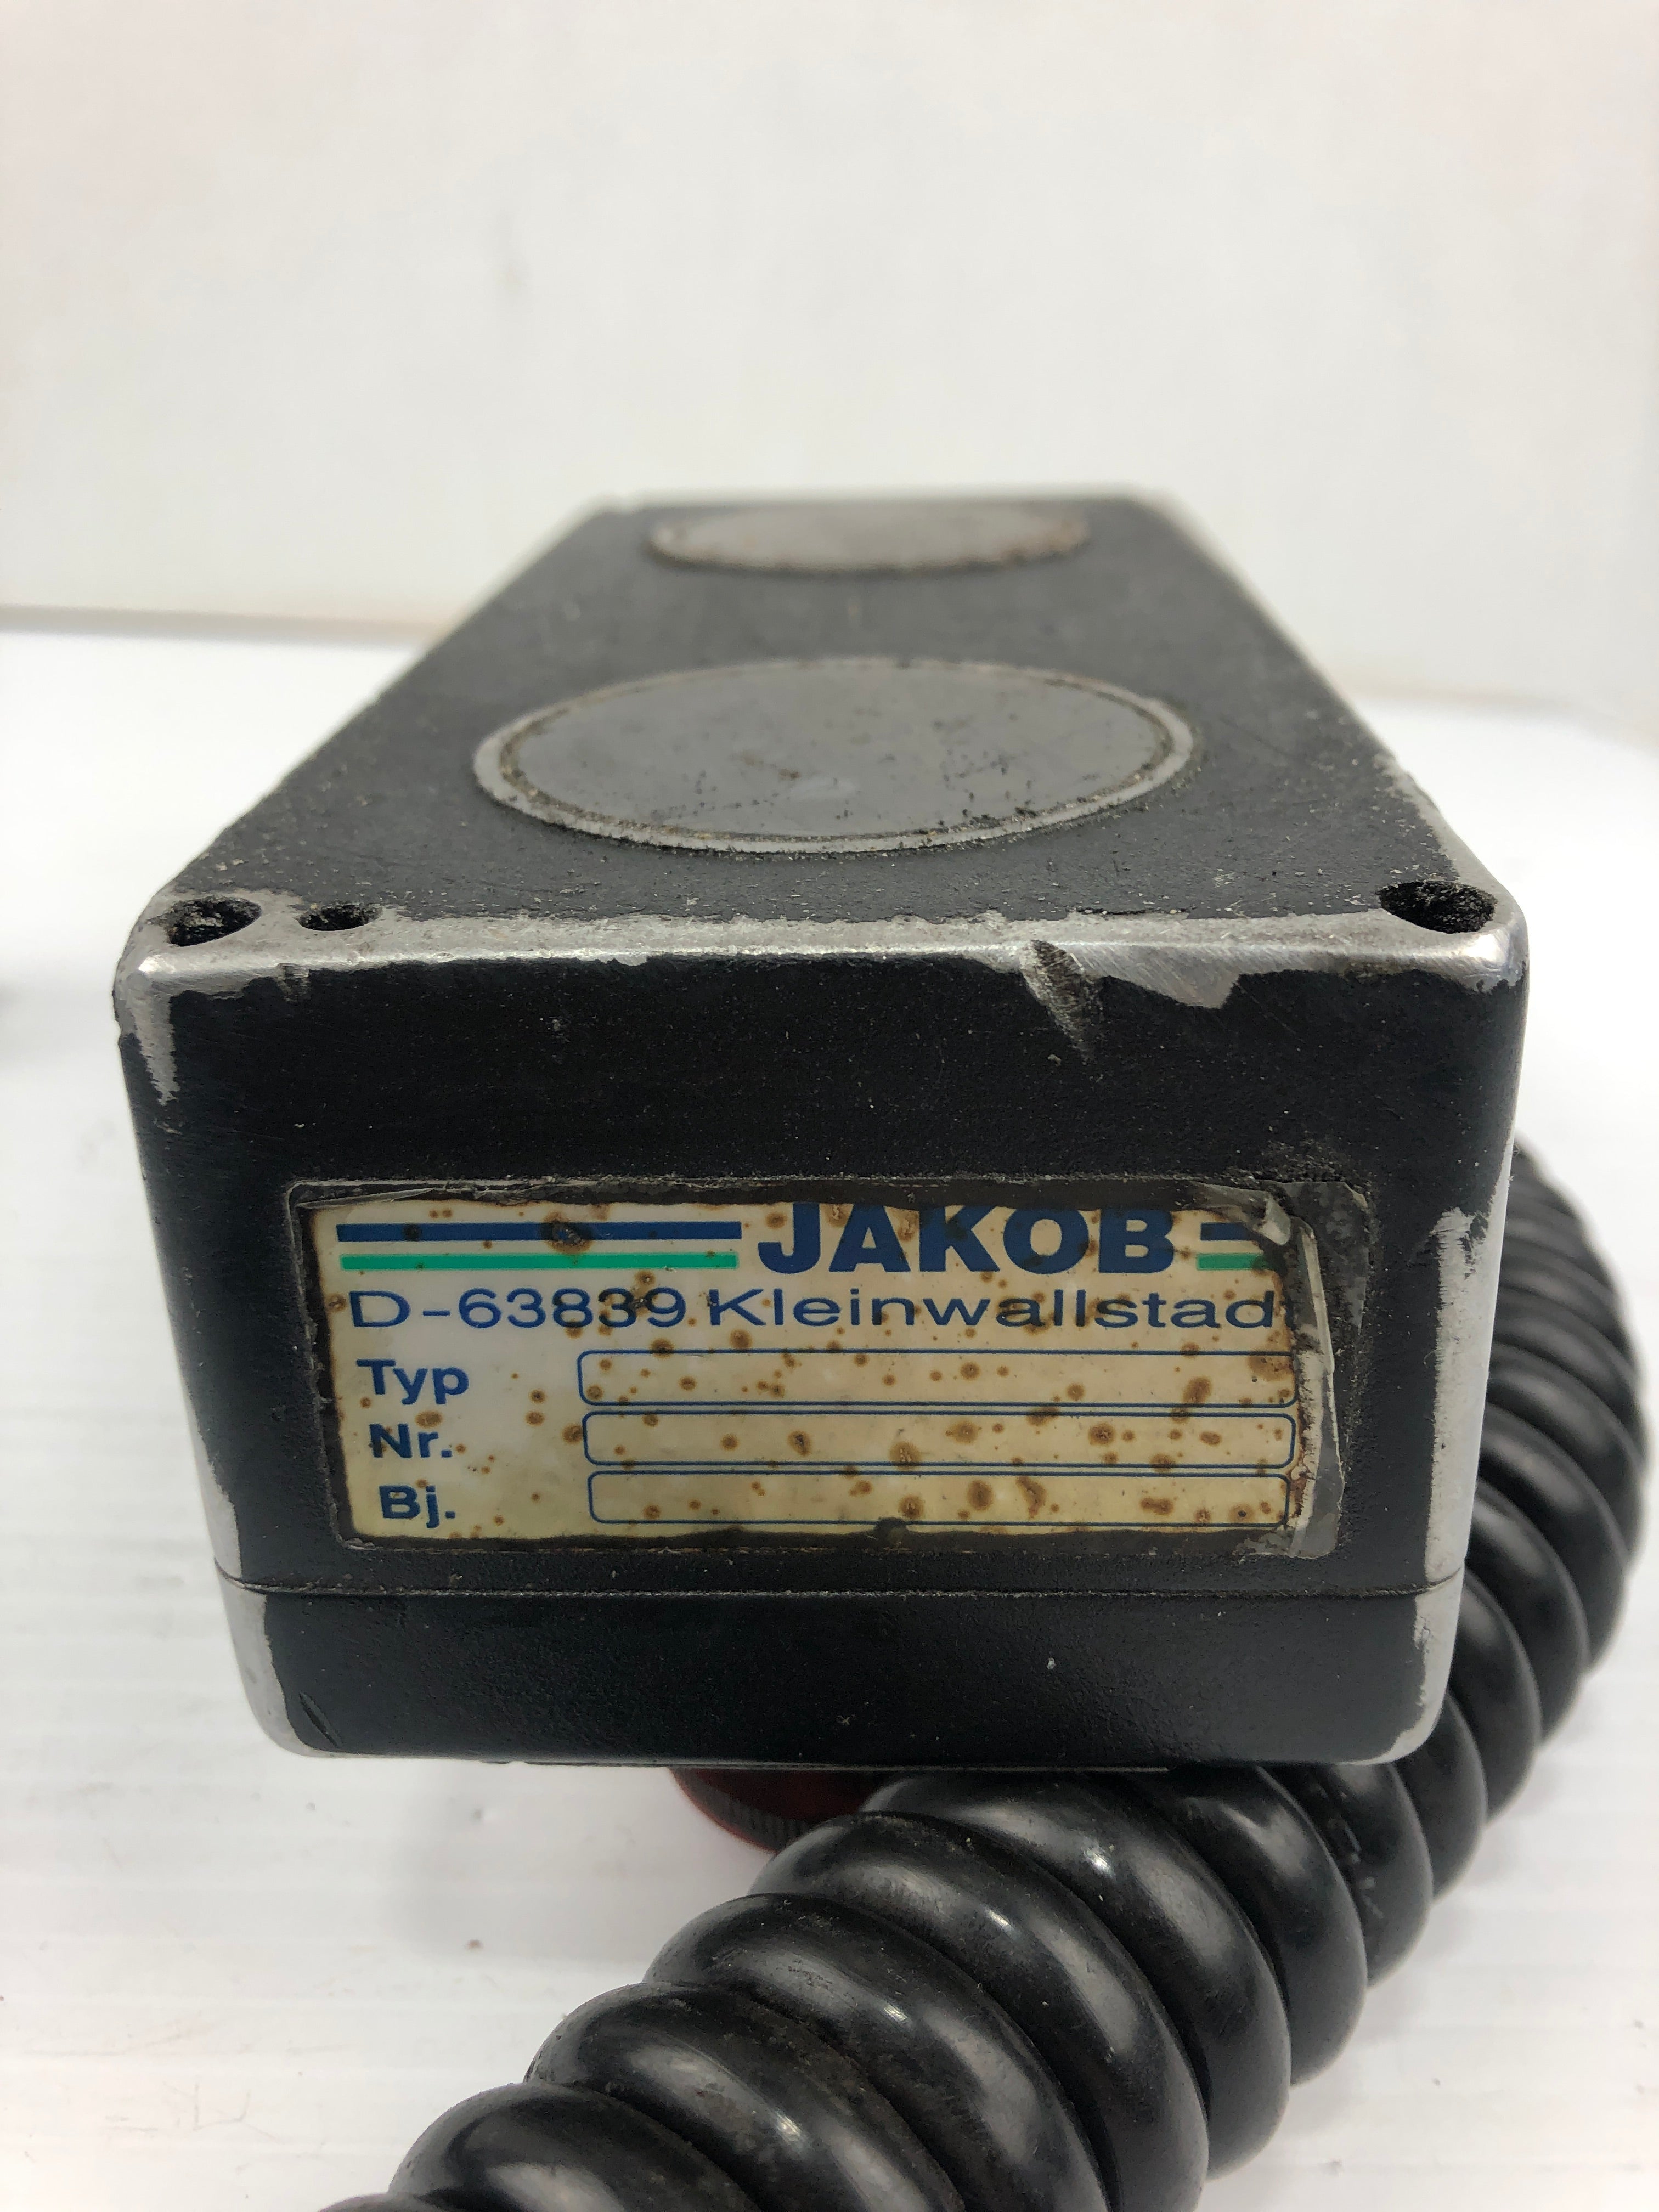 JAKOB
D-63839 Kleinwallstad
Typ
Nr.
Bj.